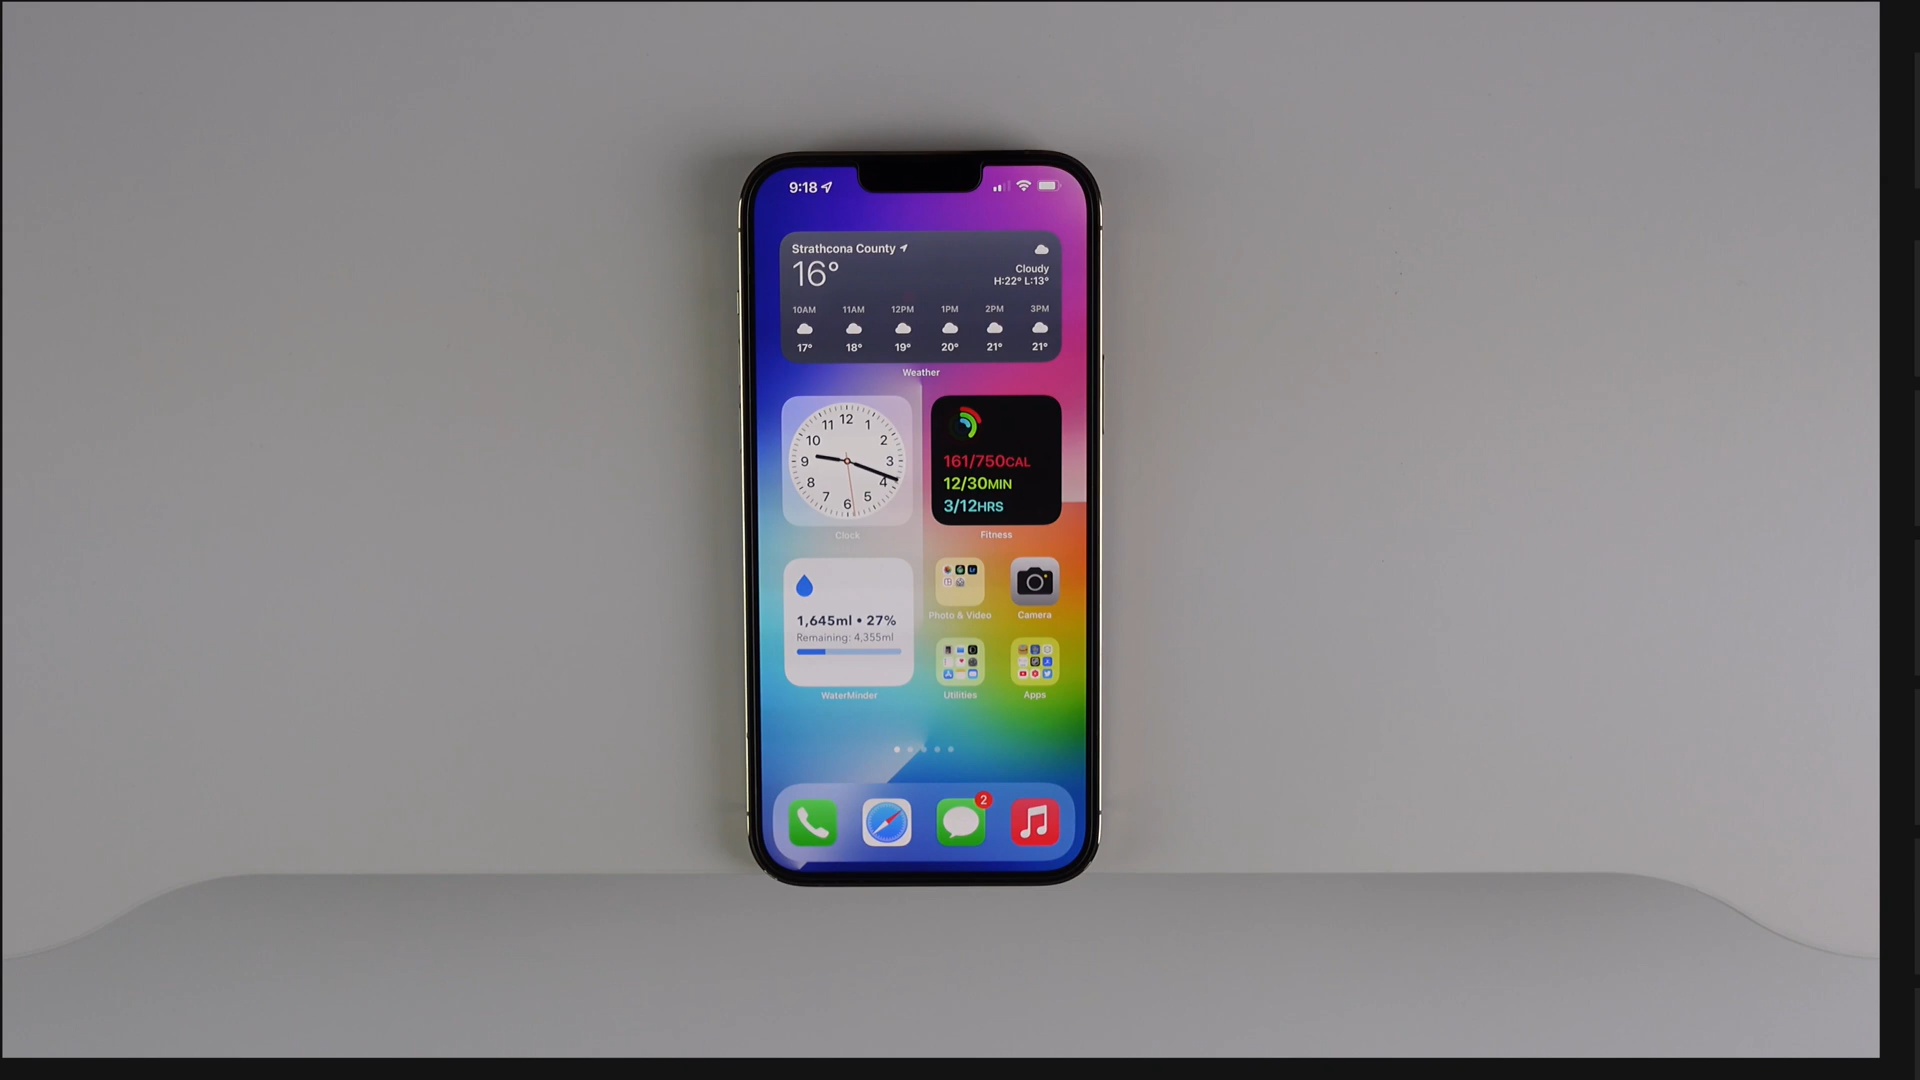 9:18
Strathcona County
16°
Cloudy
H:22° L:13°
10AM 11AM 12PM 1PM 2PM 3PM
17° 18° 19° 20° 21° 21°
Weather
12
11 1
10 2
9 3
8 4
7 5
6
Clock
161/750CAL
12/30MIN
3/12HRS
Fitness
1,645ml • 27%
Remaining: 4,355ml
WaterMinder
Photo & Video
Camera
Utilities
Apps
2